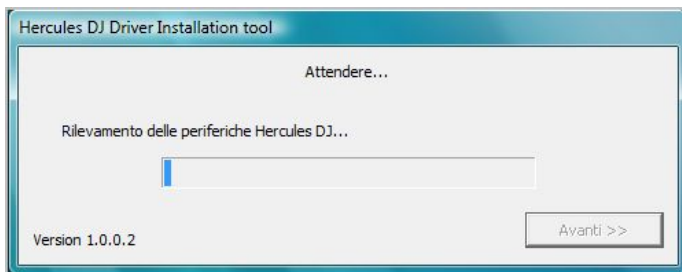 Hercules DJ Driver Installation tool
Attendere...
Rilevamento delle periferiche Hercules DJ...
Version 1.0.0.2
Avanti >>